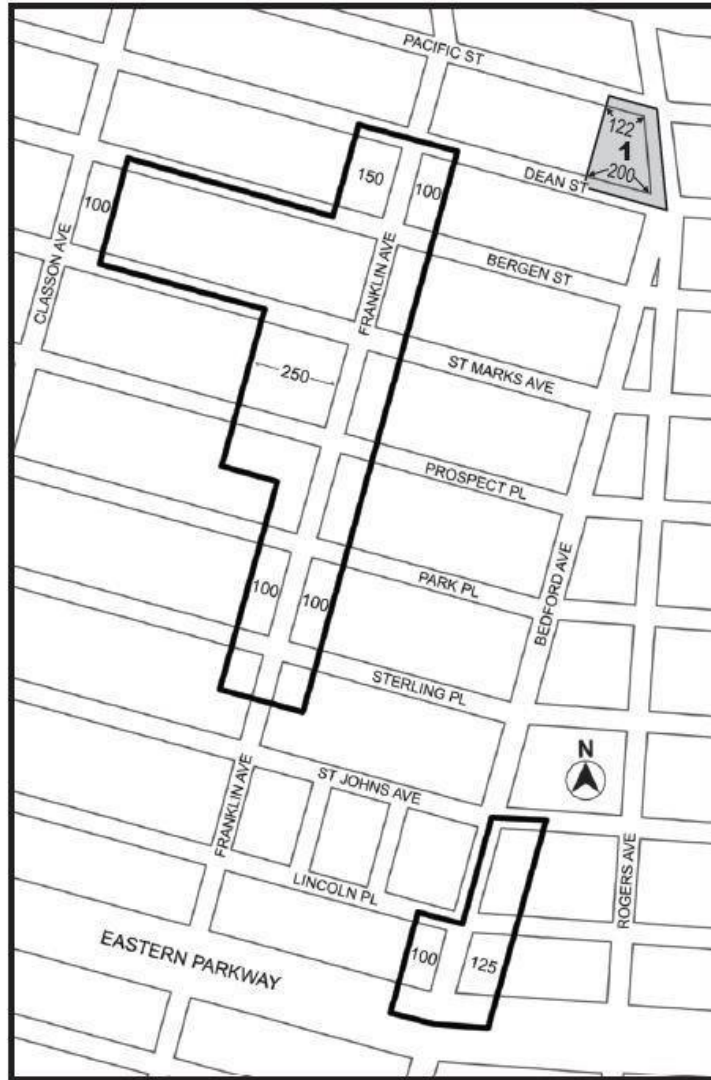 PACIFIC ST
122
1
200
150
100
DEAN ST
100
BERGEN ST
CLASSON AVE
FRANKLIN AVE
250
ST MARKS AVE
PROSPECT PL
100
100
PARK PL
BEDFORD AVE
STERLING PL
N
FRANKLIN AVE
ST JOHNS AVE
LINCOLN PL
ROGERS AVE
EASTERN PARKWAY
100
125